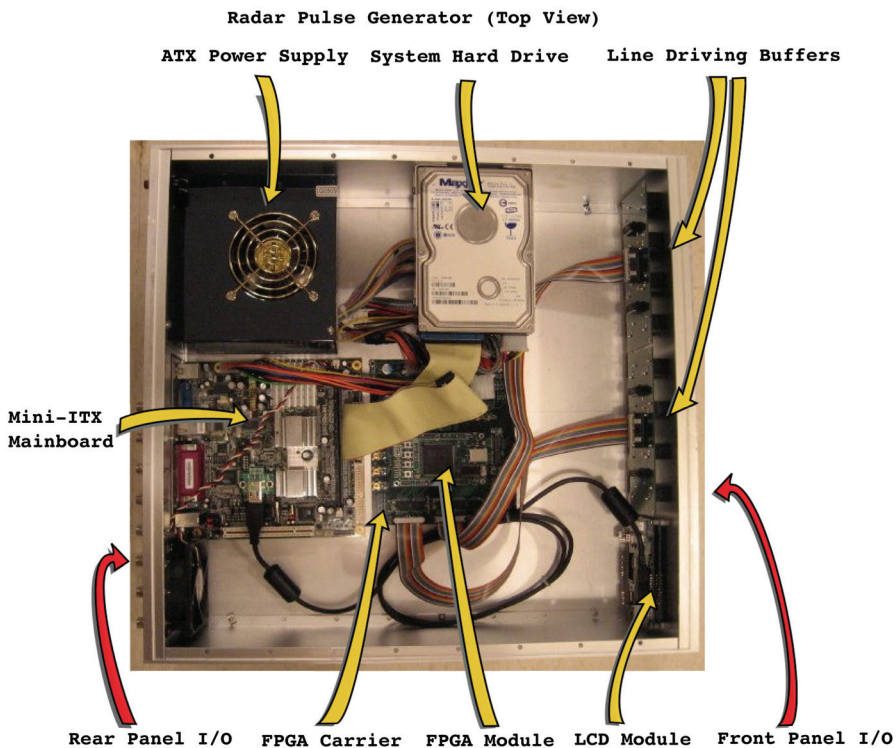 Radar Pulse Generator (Top View)
ATX Power Supply
System Hard Drive
Line Driving Buffers
Mini-ITX
Mainboard
Rear Panel I/O
FPGA Carrier
FPGA Module
LCD Module
Front Panel I/O